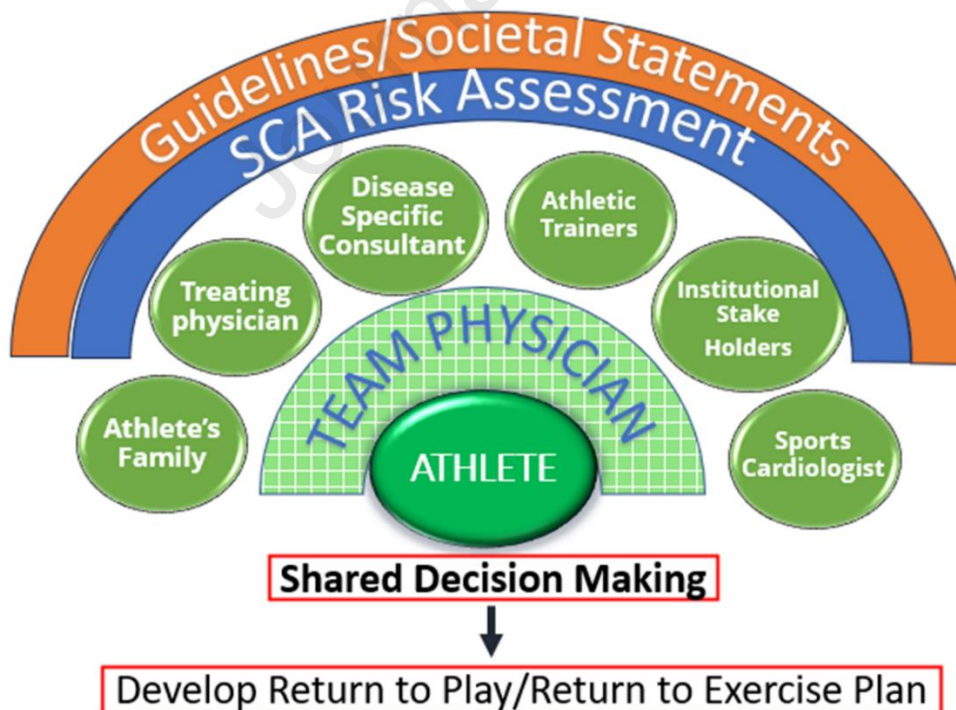 Guidelines/Societal Statements
SCA Risk Assessment
Disease
Specific
Consultant
Athletic
Trainers
Treating
physician
Institutional
Stake
Holders
TEAM PHYSICIAN
Athlete's
Family
ATHLETE
Sports
Cardiologist
Shared Decision Making
Develop Return to Play/Return to Exercise Plan